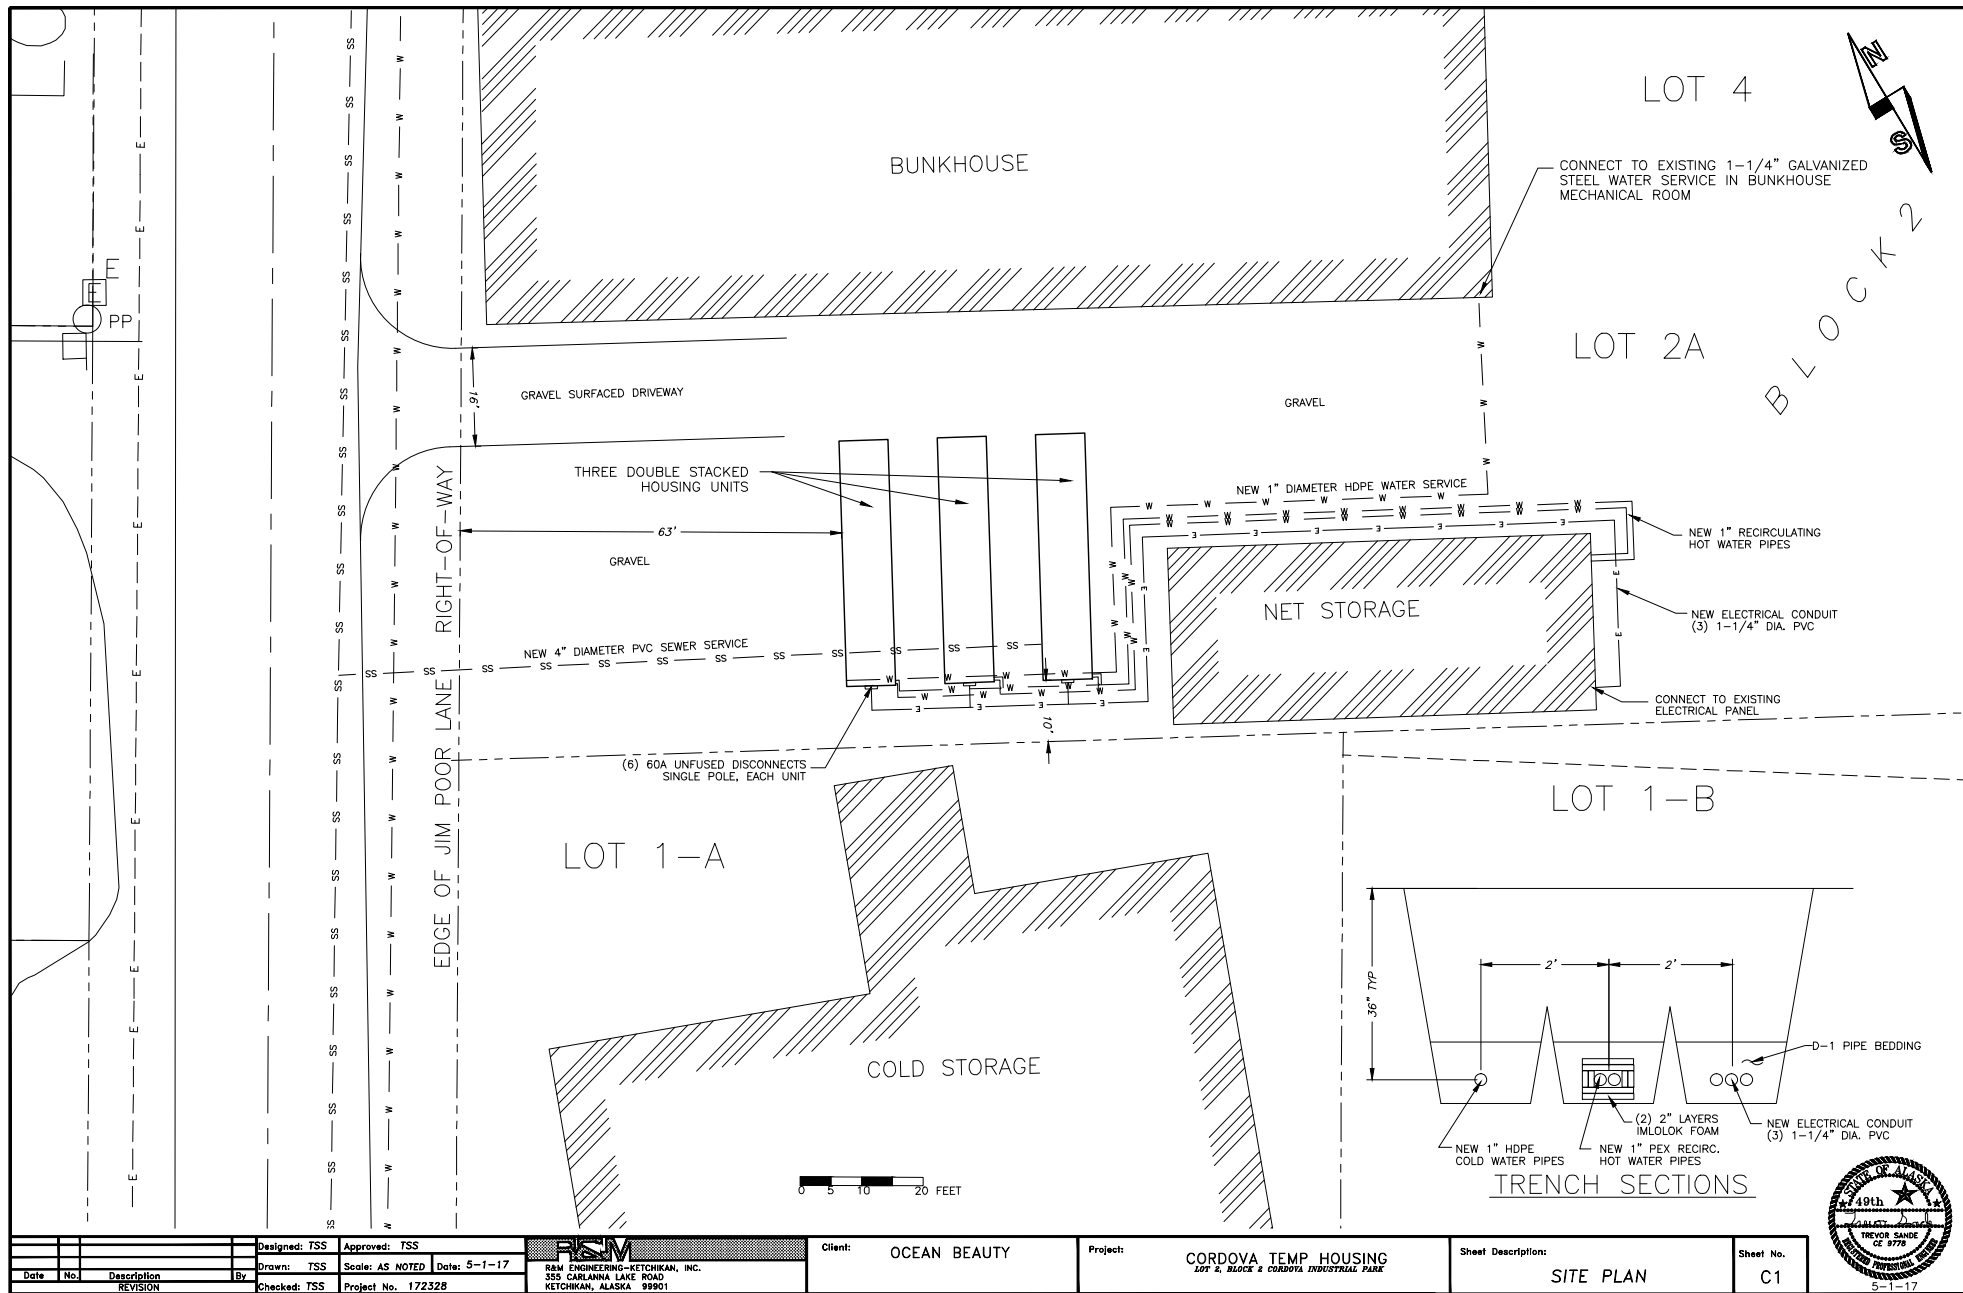 LOT 4
N
S
BUNKHOUSE
CONNECT TO EXISTING 1-1/4" GALVANIZED
STEEL WATER SERVICE IN BUNKHOUSE
MECHANICAL ROOM
BLOCK 2
E
E
PP
LOT 2A
16'
GRAVEL SURFACED DRIVEWAY
GRAVEL
THREE DOUBLE STACKED
HOUSING UNITS
NEW 1" DIAMETER HDPE WATER SERVICE
63'
NEW 1" RECIRCULATING
HOT WATER PIPES
GRAVEL
NET STORAGE
NEW ELECTRICAL CONDUIT
(3) 1-1/4" DIA. PVC
NEW 4" DIAMETER PVC SEWER SERVICE
CONNECT TO EXISTING
ELECTRICAL PANEL
10'
(6) 60A UNFUSED DISCONNECTS
SINGLE POLE, EACH UNIT
EDGE OF JIM POOR LANE RIGHT-OF-WAY
LOT 1-A
LOT 1-B
2'
2'
36" TYP
D-1 PIPE BEDDING
COLD STORAGE
(2) 2" LAYERS
IMLOLOK FOAM
NEW ELECTRICAL CONDUIT
(3) 1-1/4" DIA. PVC
NEW 1" HDPE
COLD WATER PIPES
NEW 1" PEX RECIRC.
HOT WATER PIPES
TRENCH SECTIONS
0 5 10 20 FEET
STATE OF ALASKA
49th
TREVOR SANDE
CE 9778
REGISTERED PROFESSIONAL ENGINEER
5-1-17
Date No. Description By
REVISION
Designed: TSS
Drawn: TSS
Checked: TSS
Approved: TSS
Scale: AS NOTED Date: 5-1-17
Project No. 172328
R&M
R&M ENGINEERING-KETCHIKAN, INC.
355 CARLANNA LAKE ROAD
KETCHIKAN, ALASKA 99901
Client: OCEAN BEAUTY
Project: CORDOVA TEMP HOUSING
LOT 2, BLOCK 2 CORDOVA INDUSTRIAL PARK
Sheet Description:
SITE PLAN
Sheet No.
C1